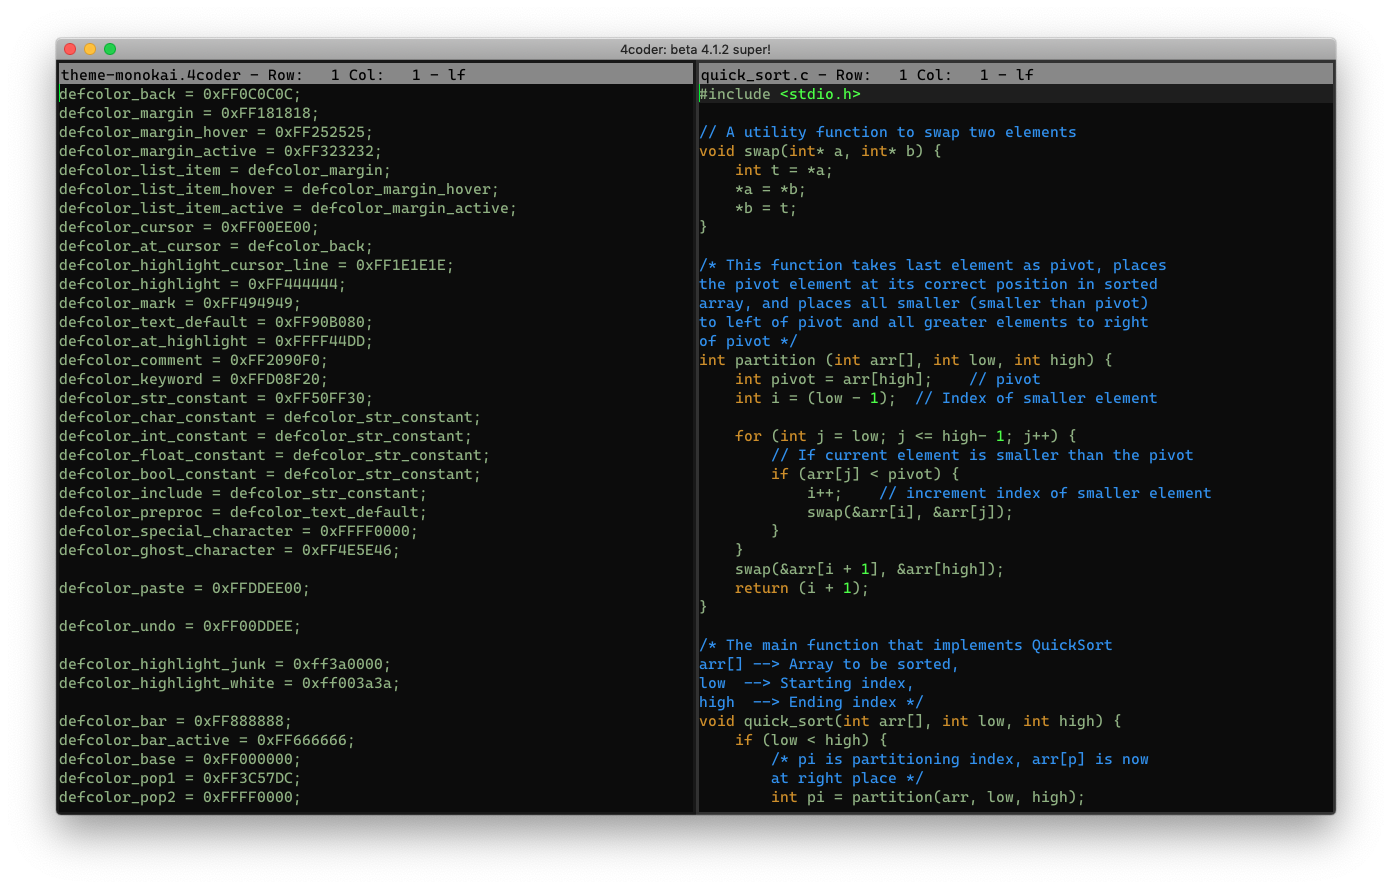 4coder: beta 4.1.2 super!
theme-monokai.4coder - Row:   1 Col:   1 - lf
defcolor_back = 0xFF0C0C0C;
defcolor_margin = 0xFF181818;
defcolor_margin_hover = 0xFF252525;
defcolor_margin_active = 0xFF323232;
defcolor_list_item = defcolor_margin;
defcolor_list_item_hover = defcolor_margin_hover;
defcolor_list_item_active = defcolor_margin_active;
defcolor_cursor = 0xFF00EE00;
defcolor_at_cursor = defcolor_back;
defcolor_highlight_cursor_line = 0xFF1E1E1E;
defcolor_highlight = 0xFF444444;
defcolor_mark = 0xFF494949;
defcolor_text_default = 0xFF90B080;
defcolor_at_highlight = 0xFFFF44DD;
defcolor_comment = 0xFF2090F0;
defcolor_keyword = 0xFFD08F20;
defcolor_str_constant = 0xFF50FF30;
defcolor_char_constant = defcolor_str_constant;
defcolor_int_constant = defcolor_str_constant;
defcolor_float_constant = defcolor_str_constant;
defcolor_bool_constant = defcolor_str_constant;
defcolor_include = defcolor_str_constant;
defcolor_preproc = defcolor_text_default;
defcolor_special_character = 0xFFFF0000;
defcolor_ghost_character = 0xFF4E5E46;
defcolor_paste = 0xFFDDEE00;
defcolor_undo = 0xFF00DDEE;
defcolor_highlight_junk = 0xff3a0000;
defcolor_highlight_white = 0xff003a3a;
defcolor_bar = 0xFF888888;
defcolor_bar_active = 0xFF666666;
defcolor_base = 0xFF000000;
defcolor_pop1 = 0xFF3C57DC;
defcolor_pop2 = 0xFFFF0000;
quick_sort.c - Row:   1 Col:   1 - lf
#include <stdio.h>
// A utility function to swap two elements
void swap(int* a, int* b) {
    int t = *a;
    *a = *b;
    *b = t;
}
/* This function takes last element as pivot, places
the pivot element at its correct position in sorted
array, and places all smaller (smaller than pivot)
to left of pivot and all greater elements to right
of pivot */
int partition (int arr[], int low, int high) {
    int pivot = arr[high];    // pivot
    int i = (low - 1);  // Index of smaller element
    for (int j = low; j <= high- 1; j++) {
        // If current element is smaller than the pivot
        if (arr[j] < pivot) {
            i++;    // increment index of smaller element
            swap(&arr[i], &arr[j]);
        }
    }
    swap(&arr[i + 1], &arr[high]);
    return (i + 1);
}
/* The main function that implements QuickSort
arr[] --> Array to be sorted,
low  --> Starting index,
high  --> Ending index */
void quick_sort(int arr[], int low, int high) {
    if (low < high) {
        /* pi is partitioning index, arr[p] is now
        at right place */
        int pi = partition(arr, low, high);